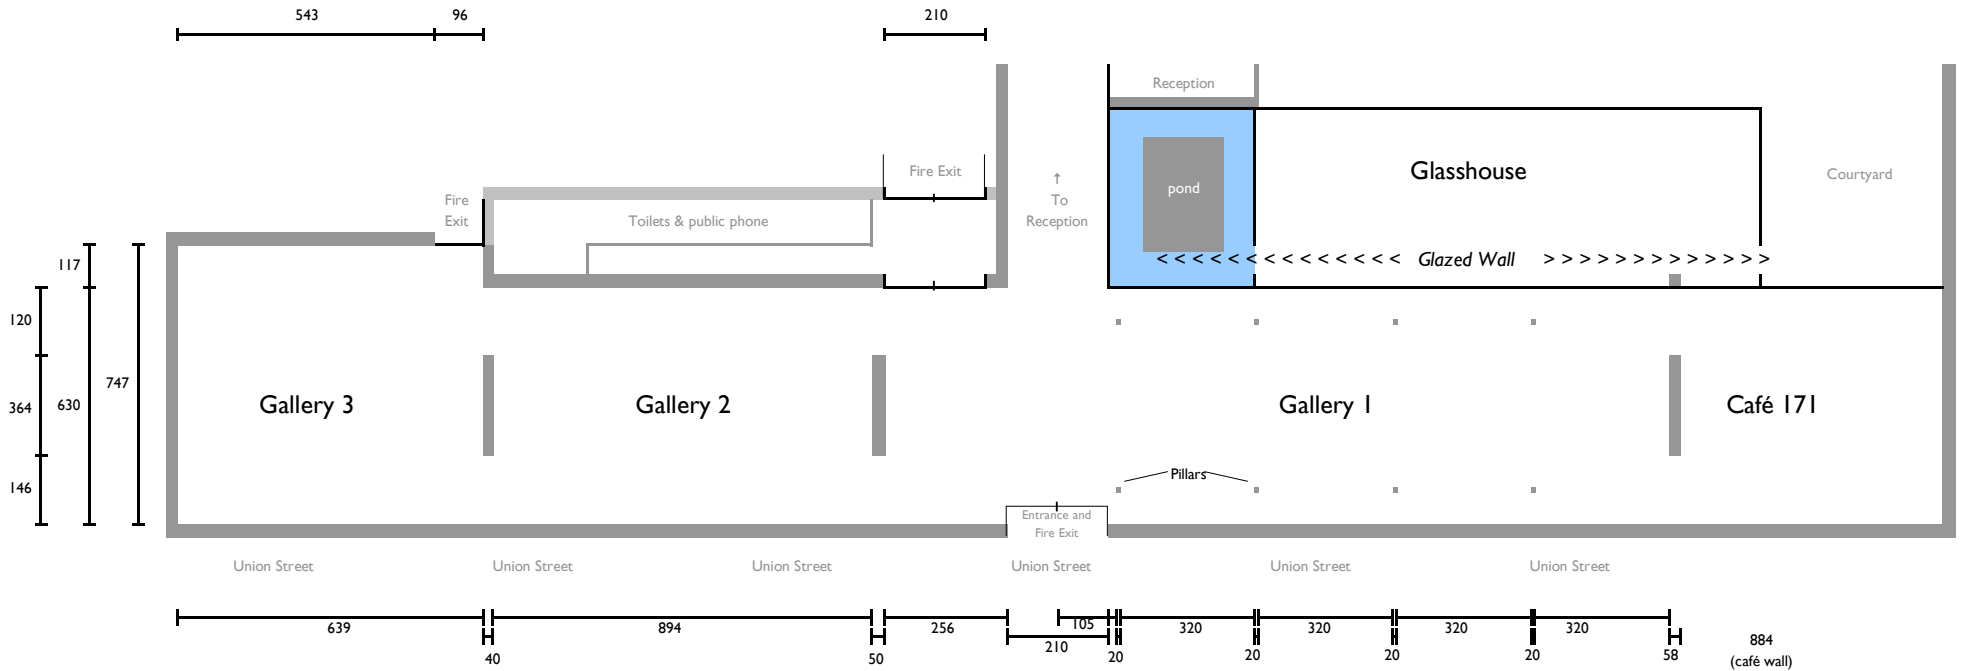 543
96
210
Reception
Fire Exit
Glasshouse
↑
To
Reception
Courtyard
pond
Fire
Exit
Toilets & public phone
117
< < < < < < < < < < < < < < Glazed Wall > > > > > > > > > > > > >
120
747
364
630
Gallery 3
Gallery 2
Gallery 1
Café 171
146
Pillars
Entrance and
Fire Exit
Union Street
Union Street
Union Street
Union Street
Union Street
Union Street
639
894
256
105
320
320
320
320
210
884
40
50
20
20
20
20
58
(café wall)